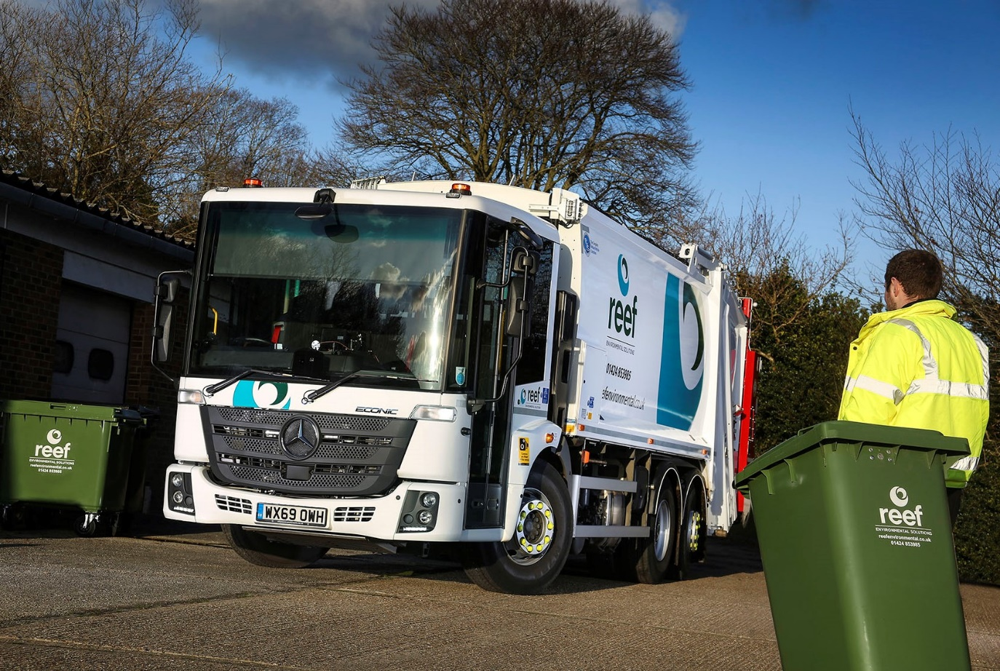 reef
ENVIRONMENTAL SOLUTIONS
01424 853985
efenvironmental.co.uk
reef
ECONIC
WX69 OWH
reef
ENVIRONMENTAL SOLUTIONS
reefenvironmental.co.uk
01424 853985
reef
ENVIRONMENTAL SOLUTIONS
reefenvironmental.co.uk
01424 853985